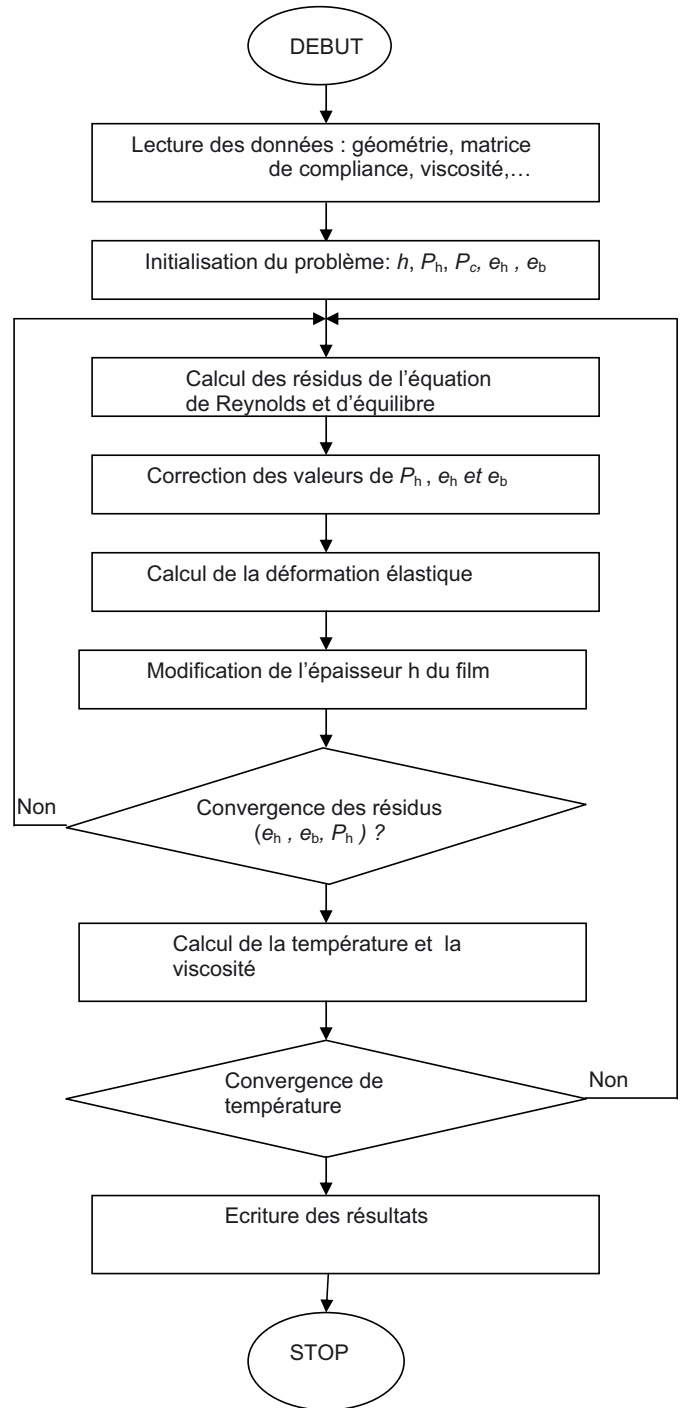 DEBUT
Lecture des données : géométrie, matrice
de compliance, viscosité,…
Initialisation du problème: h, Ph, Pc, eh , eb
Calcul des résidus de l’équation
de Reynolds et d’équilibre
Correction des valeurs de Ph , eh et eb
Calcul de la déformation élastique
Modification de l’épaisseur h du film
Non
Convergence des résidus
(eh , eb, Ph ) ?
Calcul de la température et la
viscosité
Convergence de
température
Non
Ecriture des résultats
STOP